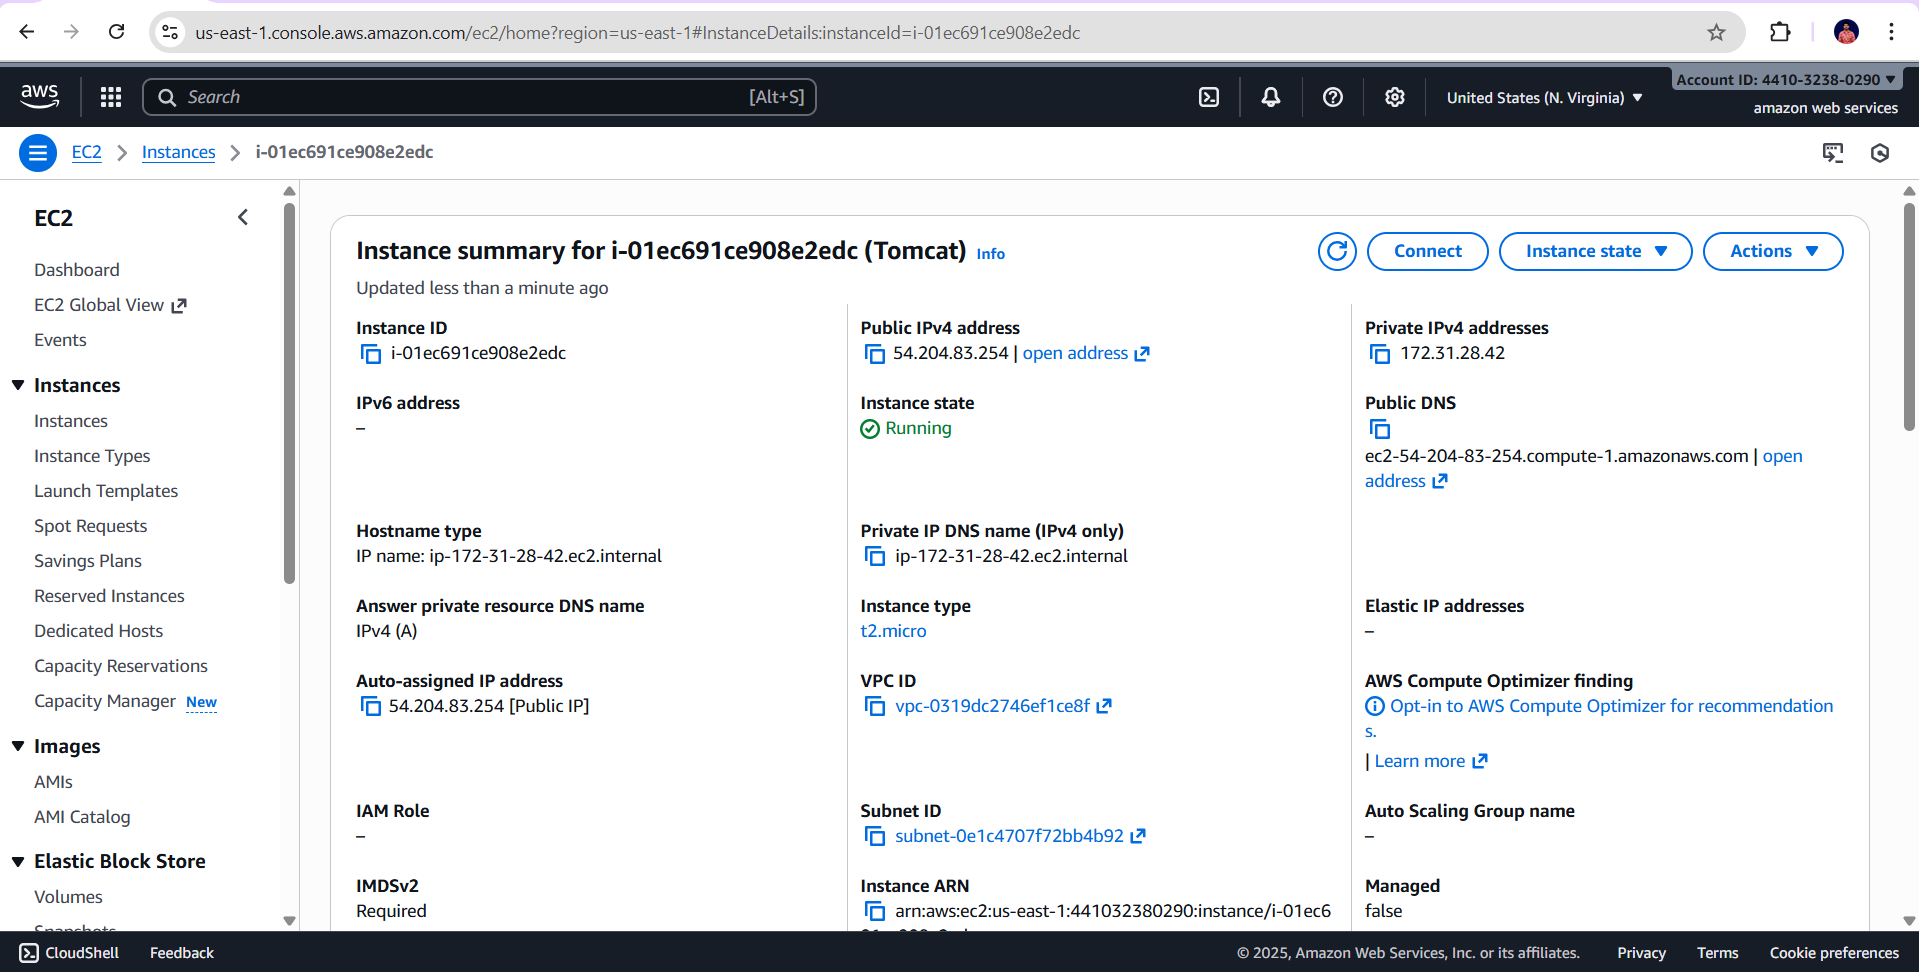 us-east-1.console.aws.amazon.com/ec2/home?region=us-east-1#InstanceDetails:instanceId=i-01ec691ce908e2edc
aws
Search
[Alt+S]
United States (N. Virginia)
Account ID: 4410-3238-0290
amazon web services
EC2
Instances
i-01ec691ce908e2edc
EC2
Dashboard
EC2 Global View
Events
Instances
Instances
Instance Types
Launch Templates
Spot Requests
Savings Plans
Reserved Instances
Dedicated Hosts
Capacity Reservations
Capacity Manager New
Images
AMIs
AMI Catalog
Elastic Block Store
Volumes
Snapshots
Instance summary for i-01ec691ce908e2edc (Tomcat) Info
Updated less than a minute ago
Connect
Instance state
Actions
Instance ID
i-01ec691ce908e2edc
Public IPv4 address
54.204.83.254 | open address
Private IPv4 addresses
172.31.28.42
IPv6 address
–
Instance state
Running
Public DNS
ec2-54-204-83-254.compute-1.amazonaws.com | open
address
Hostname type
IP name: ip-172-31-28-42.ec2.internal
Private IP DNS name (IPv4 only)
ip-172-31-28-42.ec2.internal
Answer private resource DNS name
IPv4 (A)
Instance type
t2.micro
Elastic IP addresses
–
Auto-assigned IP address
54.204.83.254 [Public IP]
VPC ID
vpc-0319dc2746ef1ce8f
AWS Compute Optimizer finding
Opt-in to AWS Compute Optimizer for recommendation
s.
| Learn more
IAM Role
–
Subnet ID
subnet-0e1c4707f72bb4b92
Auto Scaling Group name
–
IMDSv2
Required
Instance ARN
arn:aws:ec2:us-east-1:441032380290:instance/i-01ec6
Managed
false
CloudShell
Feedback
© 2025, Amazon Web Services, Inc. or its affiliates.
Privacy
Terms
Cookie preferences